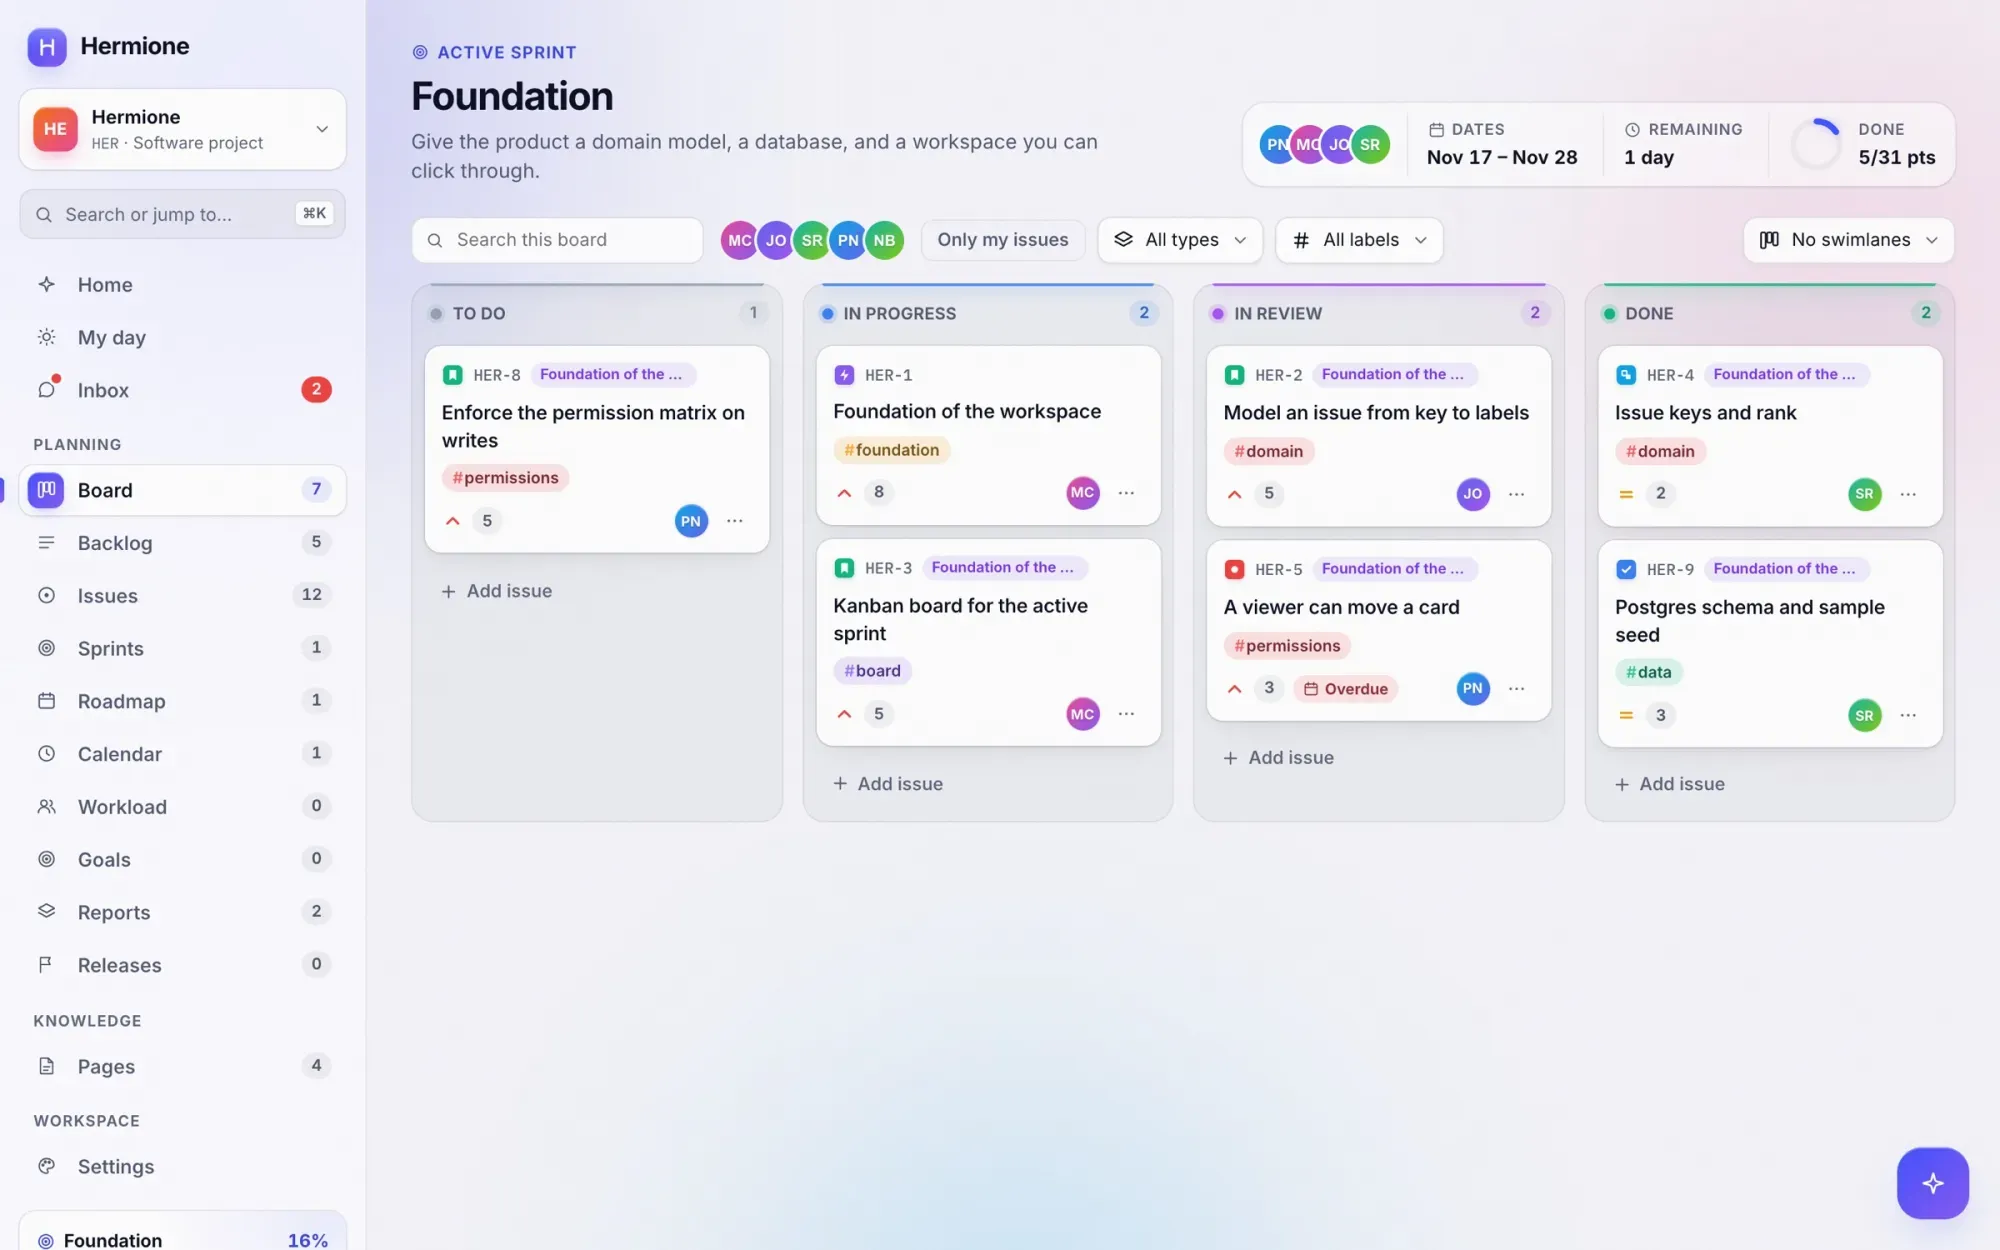 H Hermione
HE
Hermione
HER · Software project
Search or jump to... ⌘K
Home
My day
Inbox 2
PLANNING
Board 7
Backlog 5
Issues 12
Sprints 1
Roadmap 1
Calendar 1
Workload 0
Goals 0
Reports 2
Releases 0
KNOWLEDGE
Pages 4
WORKSPACE
Settings
Foundation 16%
ACTIVE SPRINT
Foundation
Give the product a domain model, a database, and a workspace you can
click through.
PN MC JO SR
DATES
Nov 17 – Nov 28
REMAINING
1 day
DONE
5/31 pts
Search this board
MC JO SR PN NB
Only my issues
All types
All labels
No swimlanes
TO DO 1
HER-8 Foundation of the ...
Enforce the permission matrix on
writes
#permissions
5 PN ...
+ Add issue
IN PROGRESS 2
HER-1
Foundation of the workspace
#foundation
8 MC ...
HER-3 Foundation of the ...
Kanban board for the active
sprint
#board
5 MC ...
+ Add issue
IN REVIEW 2
HER-2 Foundation of the ...
Model an issue from key to labels
#domain
5 JO ...
HER-5 Foundation of the ...
A viewer can move a card
#permissions
3 Overdue PN ...
+ Add issue
DONE 2
HER-4 Foundation of the ...
Issue keys and rank
#domain
2 SR ...
HER-9 Foundation of the ...
Postgres schema and sample
seed
#data
3 SR ...
+ Add issue